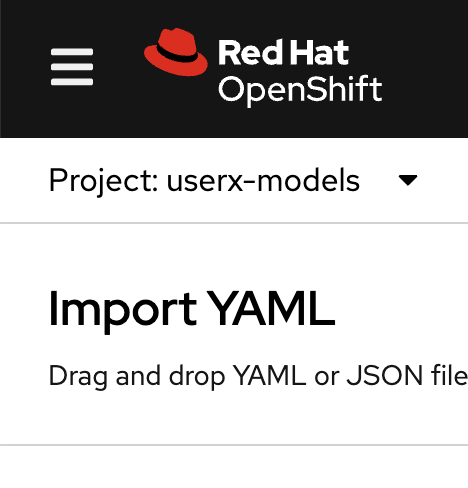 Red Hat
OpenShift
Project: userx-models
Import YAML
Drag and drop YAML or JSON file